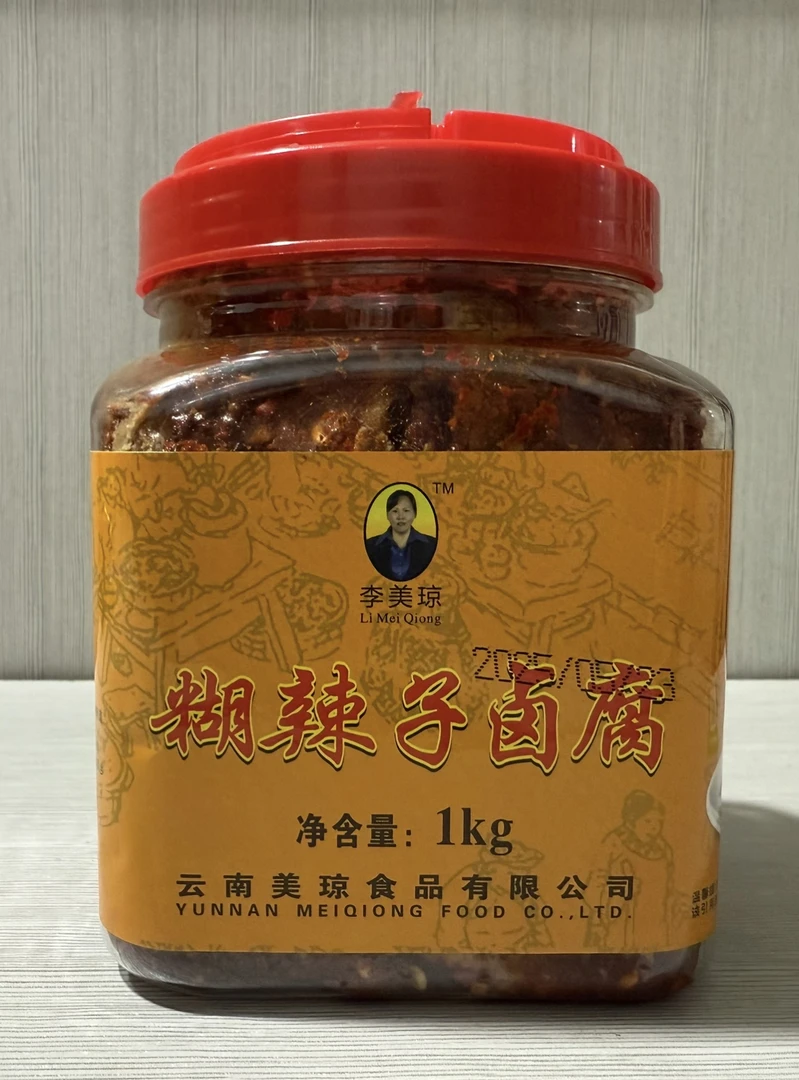 TM
李美琼
Li Mei Qiong
糊辣子卤腐
净含量：1kg
云南美琼食品有限公司
YUNNAN MEIQIONG FOOD CO.,LTD.